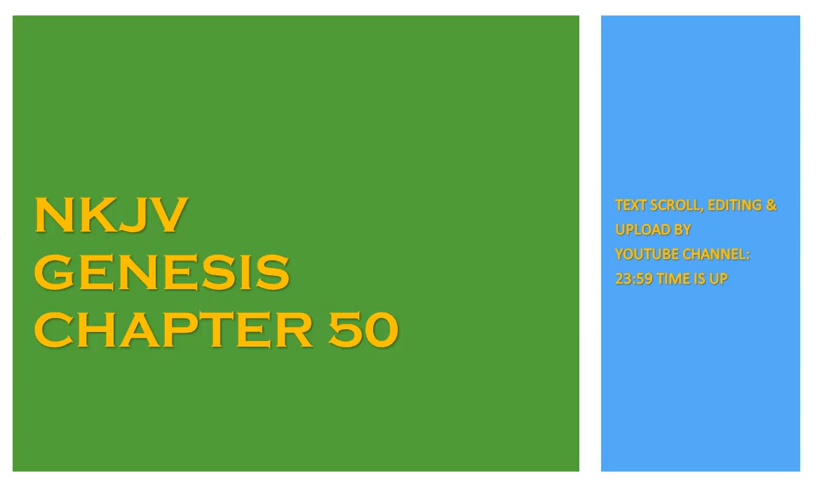 NKJV
GENESIS
CHAPTER 50
TEXT SCROLL, EDITING &
UPLOAD BY
YOUTUBE CHANNEL:
23:59 TIME IS UP